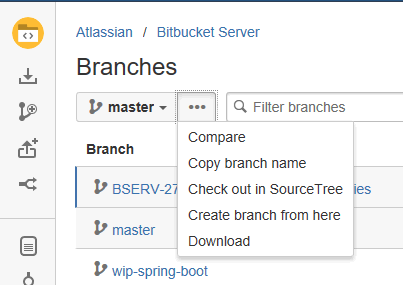 Atlassian / Bitbucket Server
Branches
master ••• Filter branches
Compare
Branch
Copy branch name
Check out in SourceTree
BSERV-27 ies
Create branch from here
master
Download
wip-spring-boot